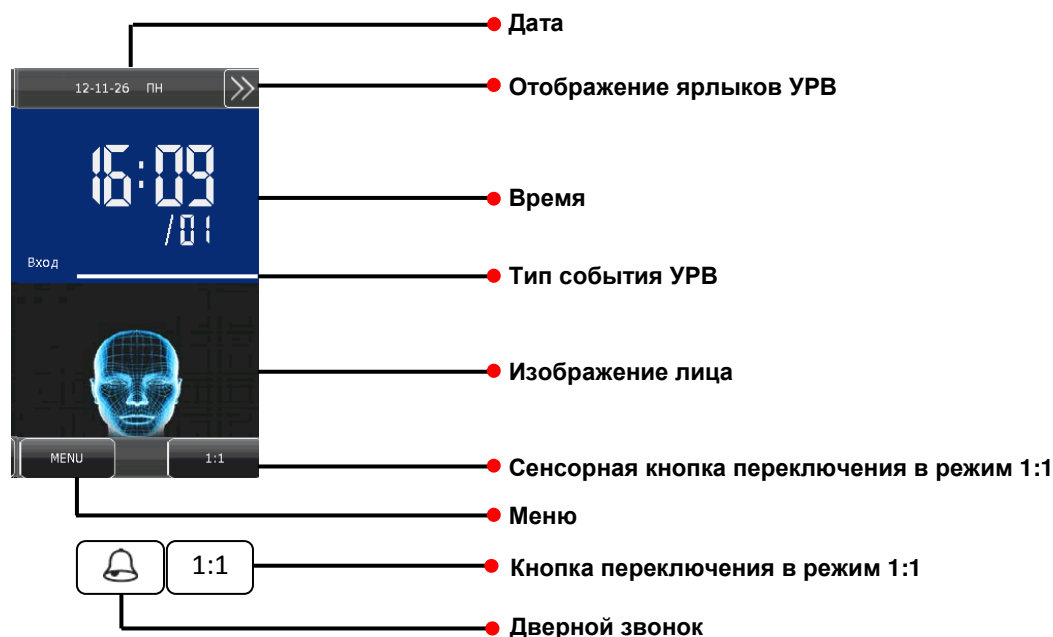 Дата
12-11-26 ПН
Отображение ярлыков УРВ
16:09
Время
/01
Вход
Тип события УРВ
Изображение лица
MENU
1:1
Сенсорная кнопка переключения в режим 1:1
Меню
1:1
Кнопка переключения в режим 1:1
Дверной звонок